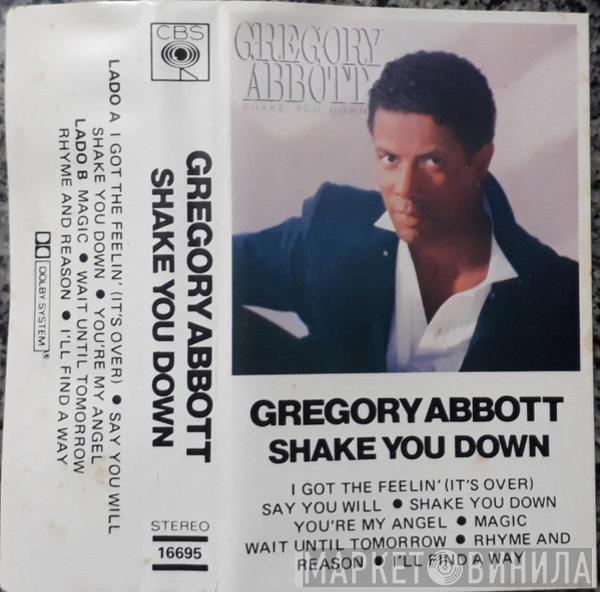 LADO A I GOT THE FEELIN' (IT'S OVER) ● SAY YOU WILL
SHAKE YOU DOWN ● YOU'RE MY ANGEL
LADO B MAGIC ● WAIT UNTIL TOMORROW
RHYME AND REASON ● I'LL FIND A WAY
DOLBY SYSTEM
CBS
GREGORY ABBOTT
SHAKE YOU DOWN
STEREO
16695
GREGORY
ABBOTT
SHAKE YOU DOWN
GREGORY ABBOTT
SHAKE YOU DOWN
I GOT THE FEELIN' (IT'S OVER)
SAY YOU WILL ● SHAKE YOU DOWN
YOU'RE MY ANGEL ● MAGIC
WAIT UNTIL TOMORROW ● RHYME AND
REASON ● I'LL FIND A WAY
МАРКЕТ ВИНИЛА